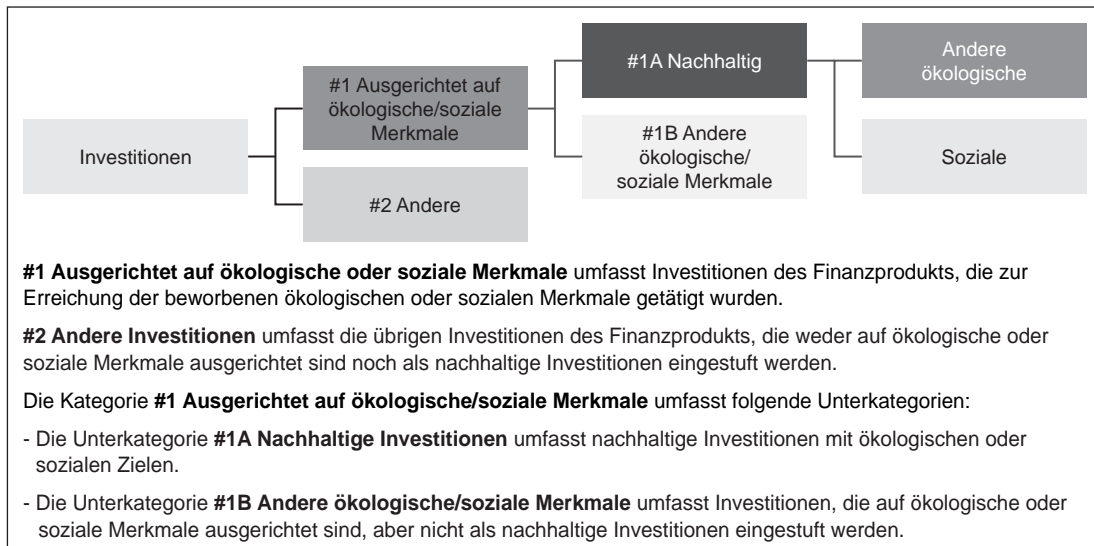 Investitionen
#1 Ausgerichtet auf
ökologische/soziale
Merkmale
#2 Andere
#1A Nachhaltig
#1B Andere
ökologische/
soziale Merkmale
Andere
ökologische
Soziale
#1 Ausgerichtet auf ökologische oder soziale Merkmale umfasst Investitionen des Finanzprodukts, die zur
Erreichung der beworbenen ökologischen oder sozialen Merkmale getätigt wurden.
#2 Andere Investitionen umfasst die übrigen Investitionen des Finanzprodukts, die weder auf ökologische oder
soziale Merkmale ausgerichtet sind noch als nachhaltige Investitionen eingestuft werden.
Die Kategorie #1 Ausgerichtet auf ökologische/soziale Merkmale umfasst folgende Unterkategorien:
- Die Unterkategorie #1A Nachhaltige Investitionen umfasst nachhaltige Investitionen mit ökologischen oder
sozialen Zielen.
- Die Unterkategorie #1B Andere ökologische/soziale Merkmale umfasst Investitionen, die auf ökologische oder
soziale Merkmale ausgerichtet sind, aber nicht als nachhaltige Investitionen eingestuft werden.